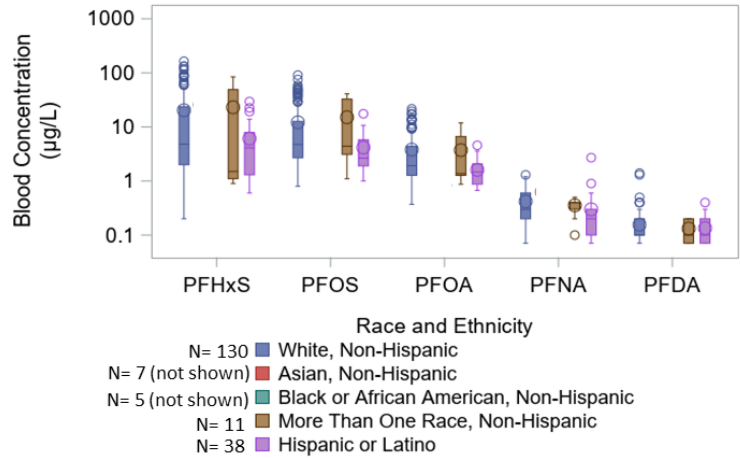 Blood Concentration
(µg/L)
1000
100
10
1
0.1
PFHxS PFOS PFOA PFNA PFDA
Race and Ethnicity
N= 130 White, Non-Hispanic
N= 7 (not shown) Asian, Non-Hispanic
N= 5 (not shown) Black or African American, Non-Hispanic
N= 11 More Than One Race, Non-Hispanic
N= 38 Hispanic or Latino